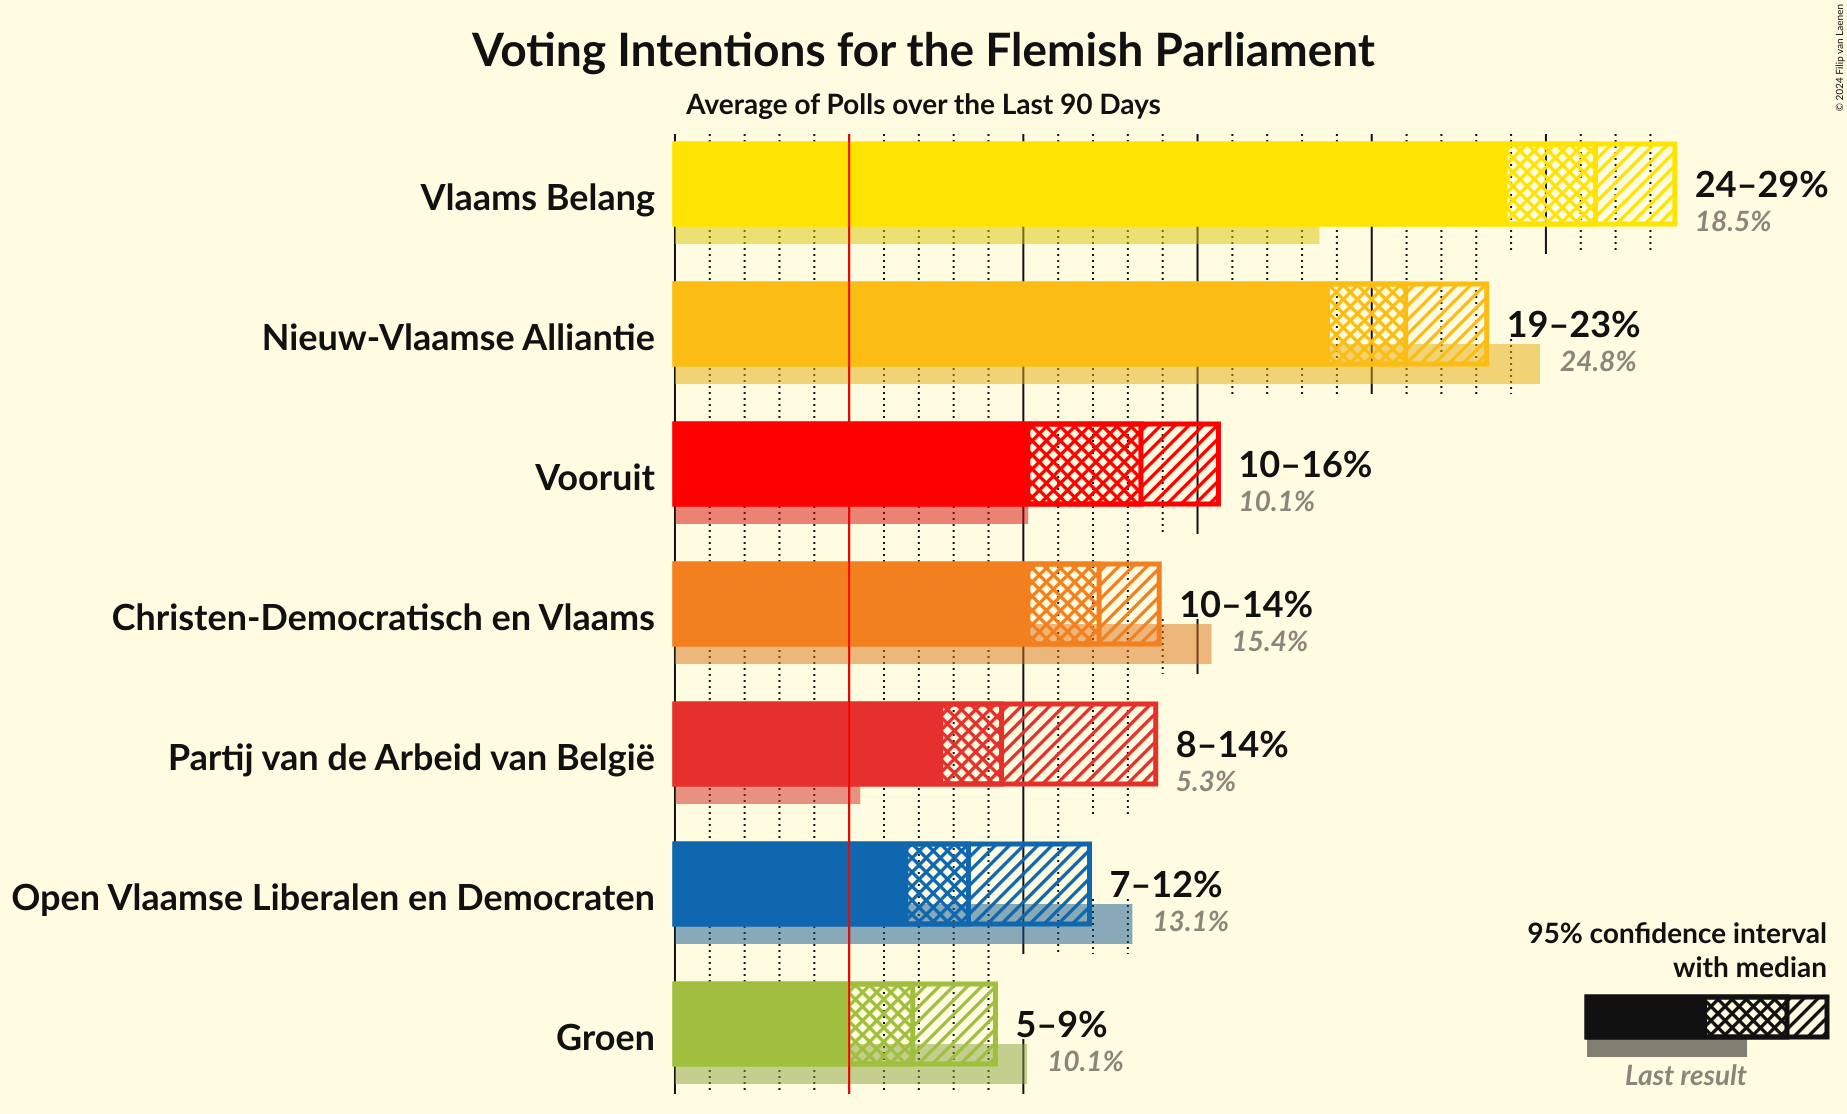 Voting Intentions for the Flemish Parliament
Average of Polls over the Last 90 Days
© 2024 Filip van Laenen
Vlaams Belang
24–29%
18.5%
Nieuw-Vlaamse Alliantie
19–23%
24.8%
Vooruit
10–16%
10.1%
Christen-Democratisch en Vlaams
10–14%
15.4%
Partij van de Arbeid van België
8–14%
5.3%
Open Vlaamse Liberalen en Democraten
7–12%
13.1%
Groen
5–9%
10.1%
95% confidence interval
with median
Last result